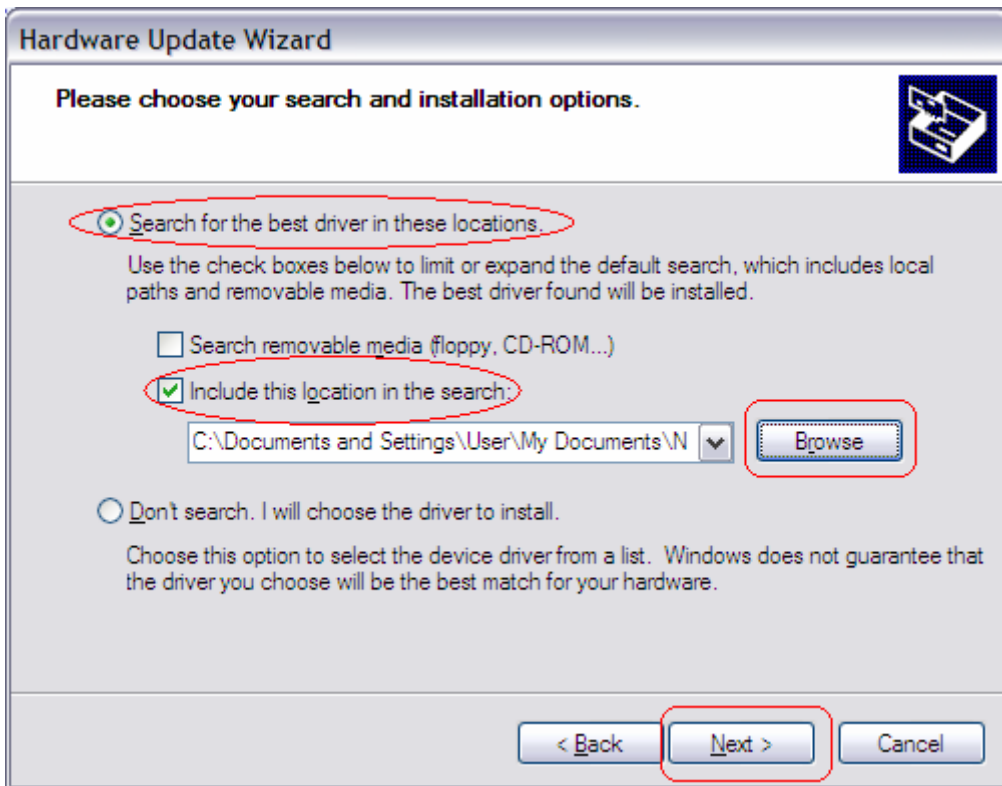 Hardware Update Wizard
Please choose your search and installation options.
Search for the best driver in these locations.
Use the check boxes below to limit or expand the default search, which includes local
paths and removable media. The best driver found will be installed.
Search removable media (floppy, CD-ROM...)
Include this location in the search:
C:\Documents and Settings\User\My Documents\N
Browse
Don't search. I will choose the driver to install.
Choose this option to select the device driver from a list. Windows does not guarantee that
the driver you choose will be the best match for your hardware.
< Back
Next >
Cancel